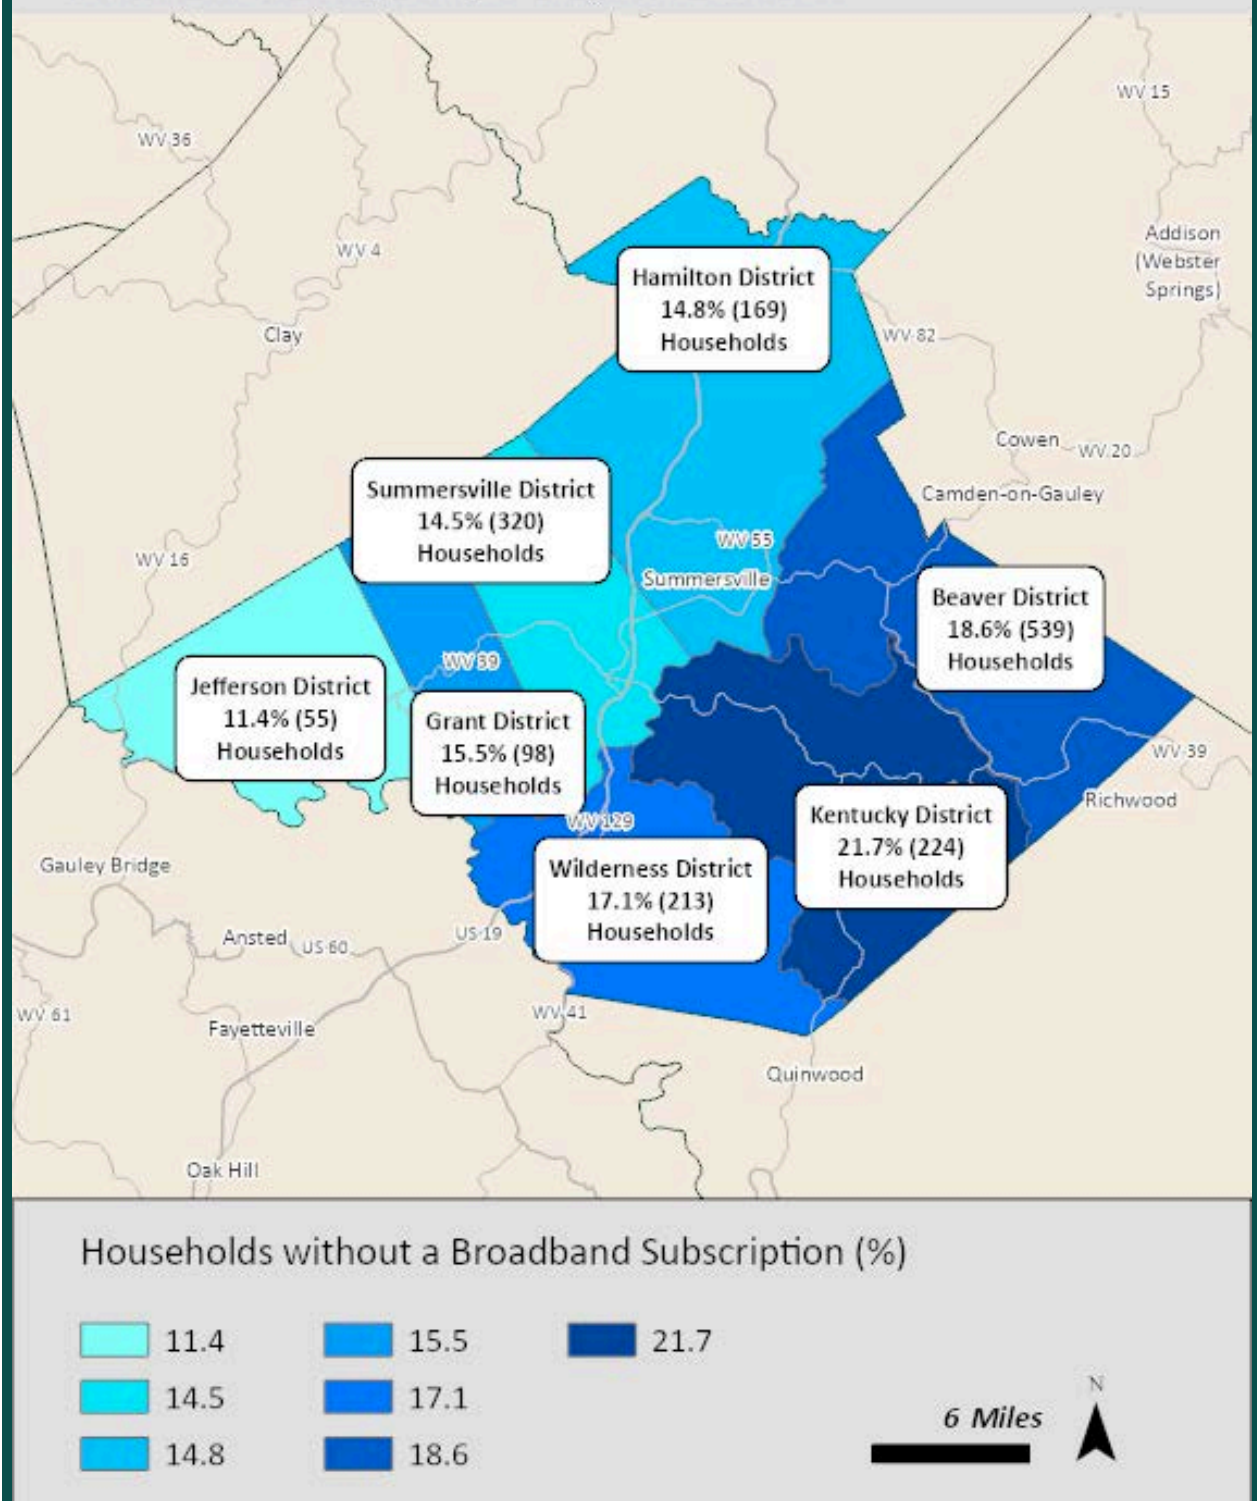 WV 15
WV 36
Addison
(Webster
Springs)
WV 4
Hamilton District
14.8% (169)
Households
Clay
WV 82
Cowen
WV 20
Summersville District
14.5% (320)
Households
Camden-on-Gauley
WV 55
WV 16
Summersville
Beaver District
18.6% (539)
Households
WV 39
Jefferson District
11.4% (55)
Households
Grant District
15.5% (98)
Households
WV 39
Richwood
Kentucky District
21.7% (224)
Households
WV 129
Gauley Bridge
Wilderness District
17.1% (213)
Households
Ansted
US 60
US 19
WV 61
Fayetteville
WV 41
Quinwood
Oak Hill
Households without a Broadband Subscription (%)
11.4
14.5
14.8
15.5
17.1
18.6
21.7
N
6 Miles